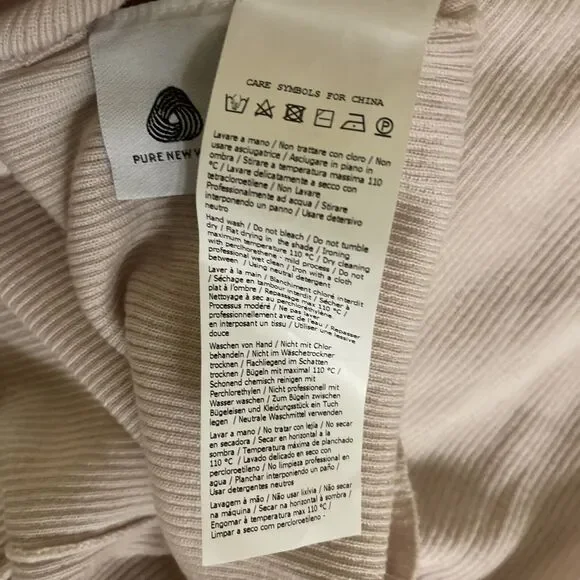 CARE SYMBOLS FOR CHINA
P
PURE NEW W
Lavare a mano / Non trattare con cloro / Non
usare asciugatrice / Asciugare in piano in
ombra / Stirare a temperatura massima 110
°C / Lavare delicatamente a secco con
tetracloroetilene / Non Lavare
Professionalmente ad acqua / Stirare
interponendo un panno / Usare detersivo
neutro
Hand wash / Do not bleach / Do not tumble
dry / Flat drying in the shade / Ironing
maximum temperature 110 °C / Dry cleaning
with perchlorethene - mild process / Do not
professional wet clean / Iron with a cloth
between / Using neutral detergent
Laver à la main / Blanchiment chloré interdit
/ Séchage en tambour interdit / Sécher à
plat à l'ombre / Repassage max 110 °C /
Nettoyage à sec au perchloréthylène.
Processus modéré / Ne pas laver
professionnellement avec de l'eau / Repasser
en interposant un tissu / Utiliser une lessive
douce
Waschen von Hand / Nicht mit Chlor
behandeln / Nicht im Wäschetrockner
trocknen / Flachliegend im Schatten
trocknen / Bügeln mit maximal 110 °C /
Schonend chemisch reinigen mit
Perchlorethylen / Nicht professionell mit
Wasser waschen / Zum Bügeln zwischen
Bügeleisen und Kleidungsstück ein Tuch
legen / Neutrale Waschmittel verwenden
Lavar a mano / No tratar con lejia / No secar
en secadora / Secar en horizontal a la
sombra / Temperatura máxima de planchado
110 °C / Lavado delicado en seco con
percloroetileno / No limpieza profesional en
agua / Planchar interponiendo un paño /
Usar detergentes neutros
Lavagem à mão / Não usar lixívia / Não secar
na máquina / Secar na horizontal à sombra /
Engomar à temperatura max 110 °C /
Limpar a seco com percloroeteno -